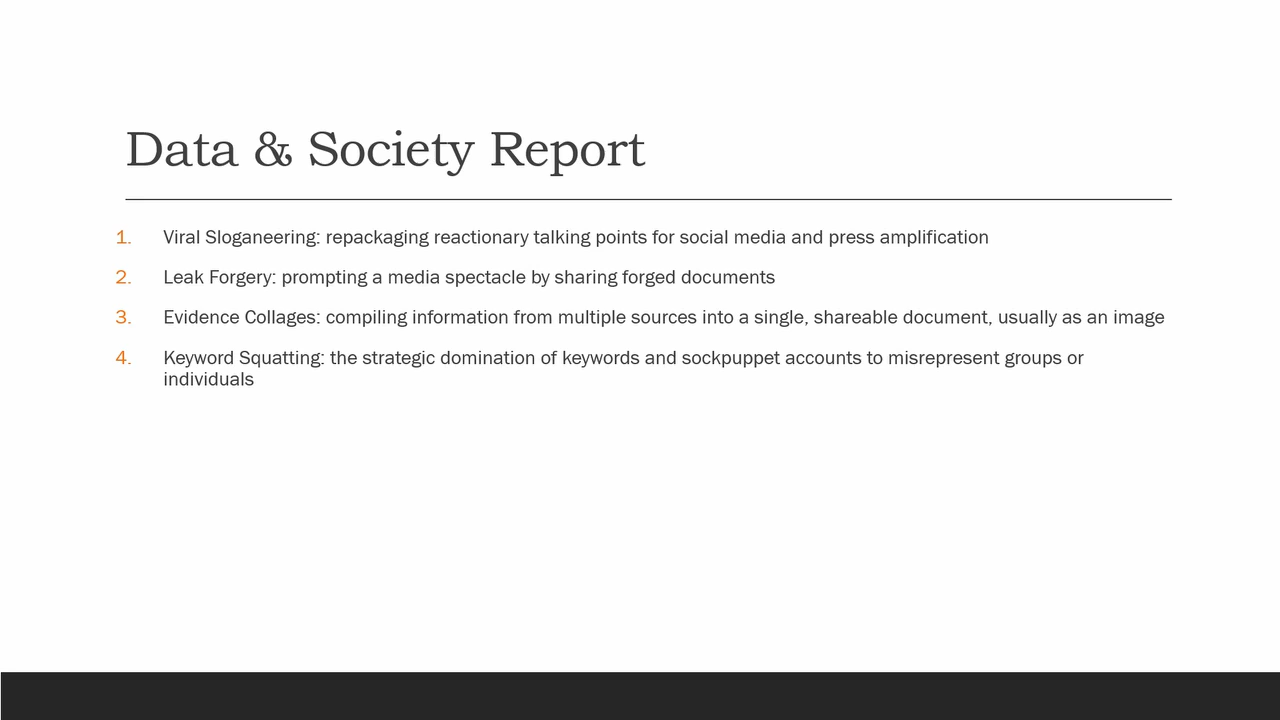 Data & Society Report
1. Viral Sloganeering: repackaging reactionary talking points for social media and press amplification
2. Leak Forgery: prompting a media spectacle by sharing forged documents
3. Evidence Collages: compiling information from multiple sources into a single, shareable document, usually as an image
4. Keyword Squatting: the strategic domination of keywords and sockpuppet accounts to misrepresent groups or
individuals